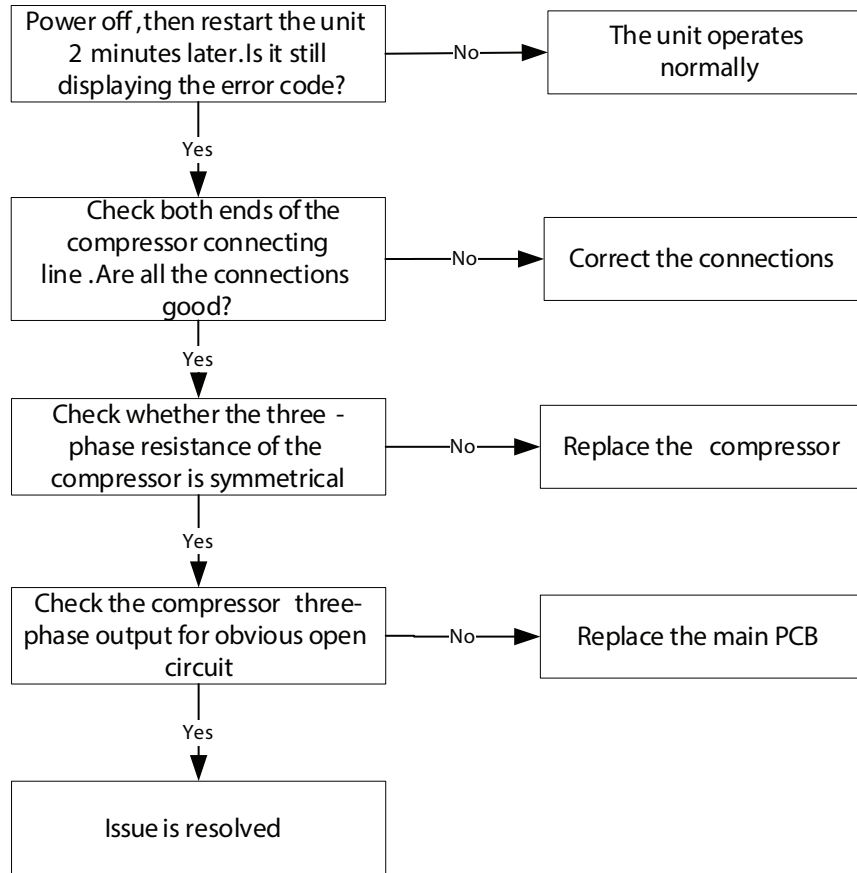 Power off ,then restart the unit
2 minutes later.Is it still
displaying the error code?
No
The unit operates
normally
Yes
Check both ends of the
compressor connecting
line .Are all the connections
good?
No
Correct the connections
Yes
Check whether the three -
phase resistance of the
compressor is symmetrical
No
Replace the compressor
Yes
Check the compressor three-
phase output for obvious open
circuit
No
Replace the main PCB
Yes
Issue is resolved